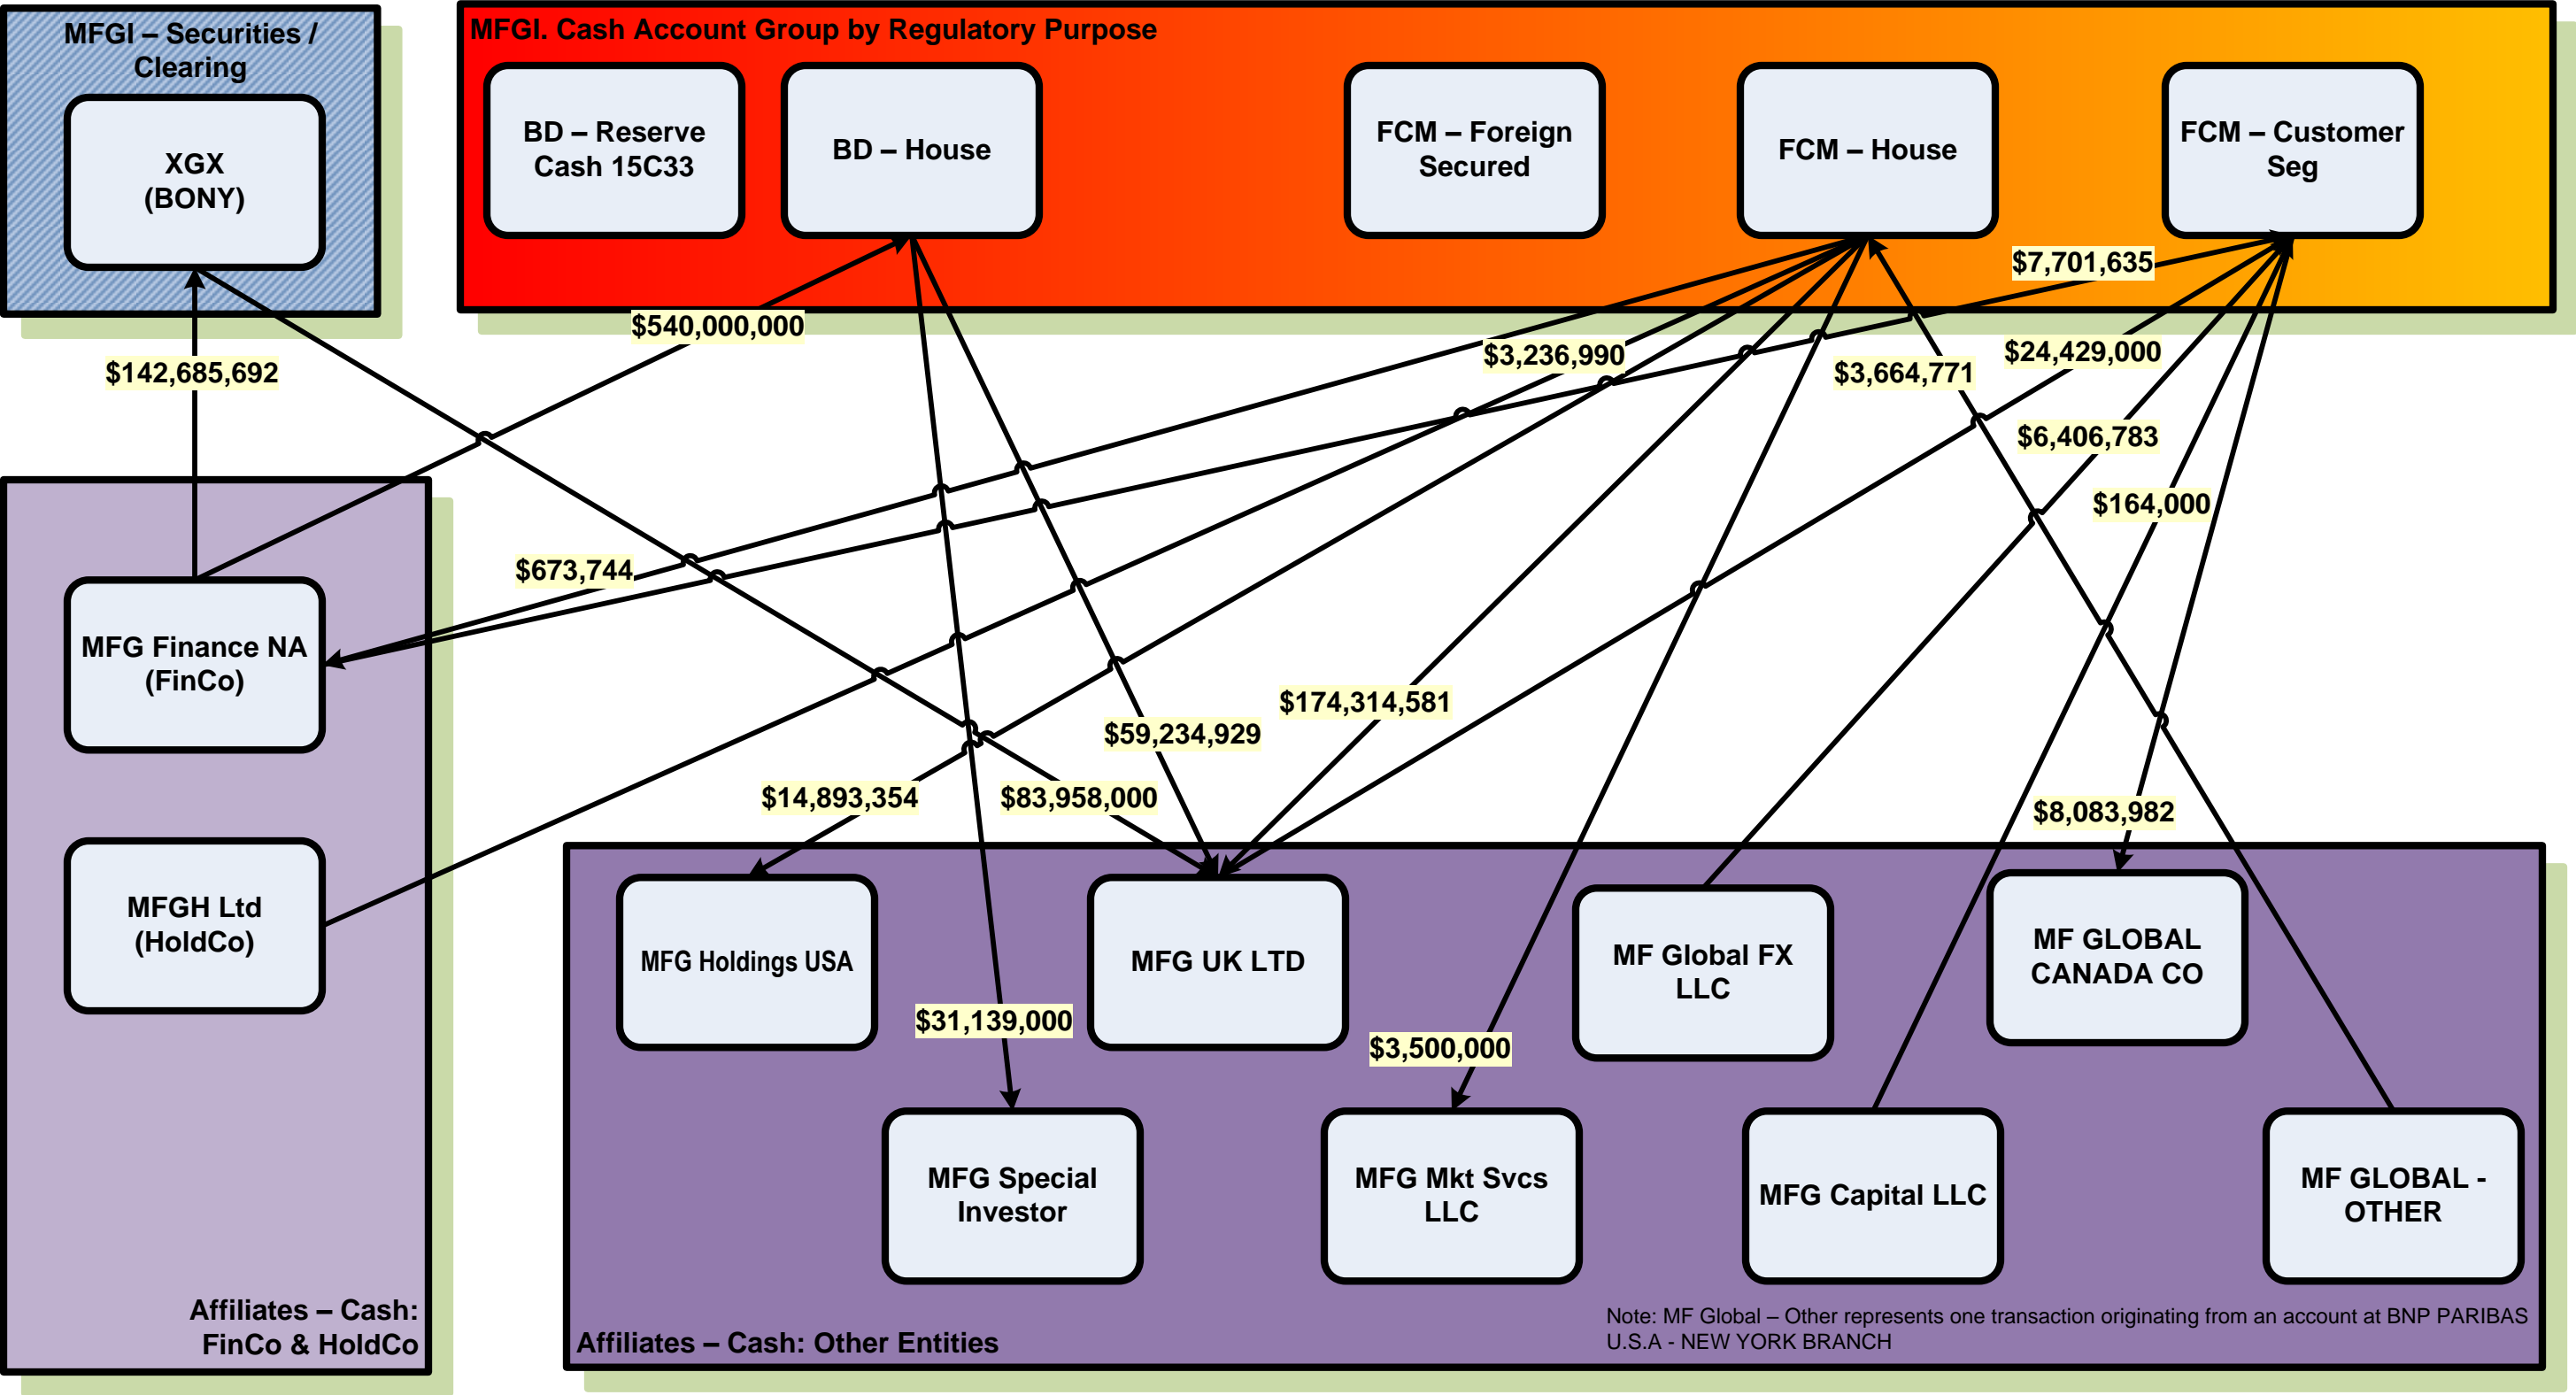 MFGI – Securities /
Clearing
XGX
(BONY)
MFGI. Cash Account Group by Regulatory Purpose
BD – Reserve
Cash 15C33
BD – House
FCM – Foreign
Secured
FCM – House
FCM – Customer
Seg
$7,701,635
$540,000,000
$142,685,692
$3,236,990
$3,664,771
$24,429,000
$6,406,783
$164,000
$673,744
$174,314,581
$59,234,929
$14,893,354
$83,958,000
$8,083,982
MFG Finance NA
(FinCo)
MFGH Ltd
(HoldCo)
Affiliates – Cash:
FinCo & HoldCo
MFG Holdings USA
MFG UK LTD
MF Global FX
LLC
MF GLOBAL
CANADA CO
$31,139,000
$3,500,000
MFG Special
Investor
MFG Mkt Svcs
LLC
MFG Capital LLC
MF GLOBAL -
OTHER
Affiliates – Cash: Other Entities
Note: MF Global – Other represents one transaction originating from an account at BNP PARIBAS
U.S.A - NEW YORK BRANCH